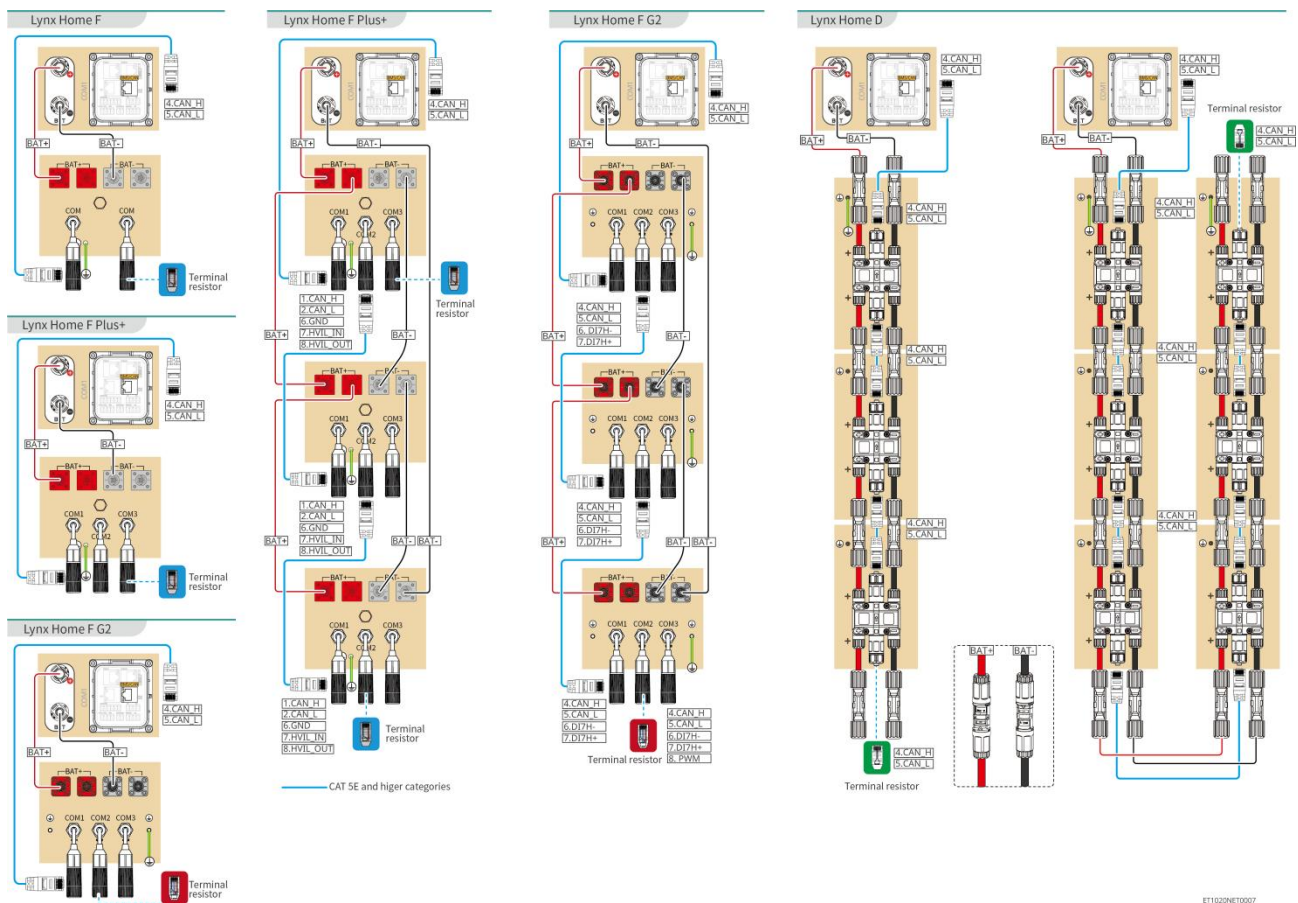 Lynx Home F
4.CAN_H
5.CAN_L
BAT+
BAT-
BAT+
BAT-
COM
COM
Terminal
resistor
Lynx Home F Plus+
COM1
4.CAN_H
5.CAN_L
BAT+
BAT-
BAT+
BAT-
COM1
COM2
COM3
Terminal
resistor
Lynx Home F G2
COM1
4.CAN_H
5.CAN_L
BAT+
BAT-
BAT+
BAT-
COM1 COM2 COM3
Terminal
resistor
Lynx Home F Plus+
COM1
4.CAN_H
5.CAN_L
BAT+
BAT-
BAT+
BAT-
COM1
COM2
COM3
Terminal
resistor
1.CAN_H
2.CAN_L
6.GND
7.HVIL_IN
8.HVIL_OUT
BAT+
BAT+
BAT-
COM1
COM2
COM3
1.CAN_H
2.CAN_L
6.GND
7.HVIL_IN
8.HVIL_OUT
BAT+
BAT-
BAT-
BAT+
BAT-
COM1
COM2
COM3
1.CAN_H
2.CAN_L
6.GND
7.HVIL_IN
8.HVIL_OUT
Terminal
resistor
CAT 5E and higer categories
Lynx Home F G2
COM1
4.CAN_H
5.CAN_L
BAT+
BAT-
BAT+
BAT-
COM1 COM2 COM3
4.CAN_H
5.CAN_L
6.DI7H-
7.DI7H+
BAT+
BAT+
BAT-
COM1 COM2 COM3
4.CAN_H
5.CAN_L
6.DI7H-
7.DI7H+
BAT+
BAT-
BAT-
BAT+
BAT-
COM1 COM2 COM3
4.CAN_H
5.CAN_L
6.DI7H-
7.DI7H+
Terminal resistor
4.CAN_H
5.CAN_L
6.DI7H-
7.DI7H+
8. PWM
Lynx Home D
COM1
4.CAN_H
5.CAN_L
BAT+
BAT-
4.CAN_H
5.CAN_L
4.CAN_H
5.CAN_L
4.CAN_H
5.CAN_L
4.CAN_H
5.CAN_L
Terminal resistor
COM1
4.CAN_H
5.CAN_L
Terminal resistor
4.CAN_H
5.CAN_L
BAT+
BAT-
4.CAN_H
5.CAN_L
4.CAN_H
5.CAN_L
4.CAN_H
5.CAN_L
BAT+
BAT-
ET1020NET0007